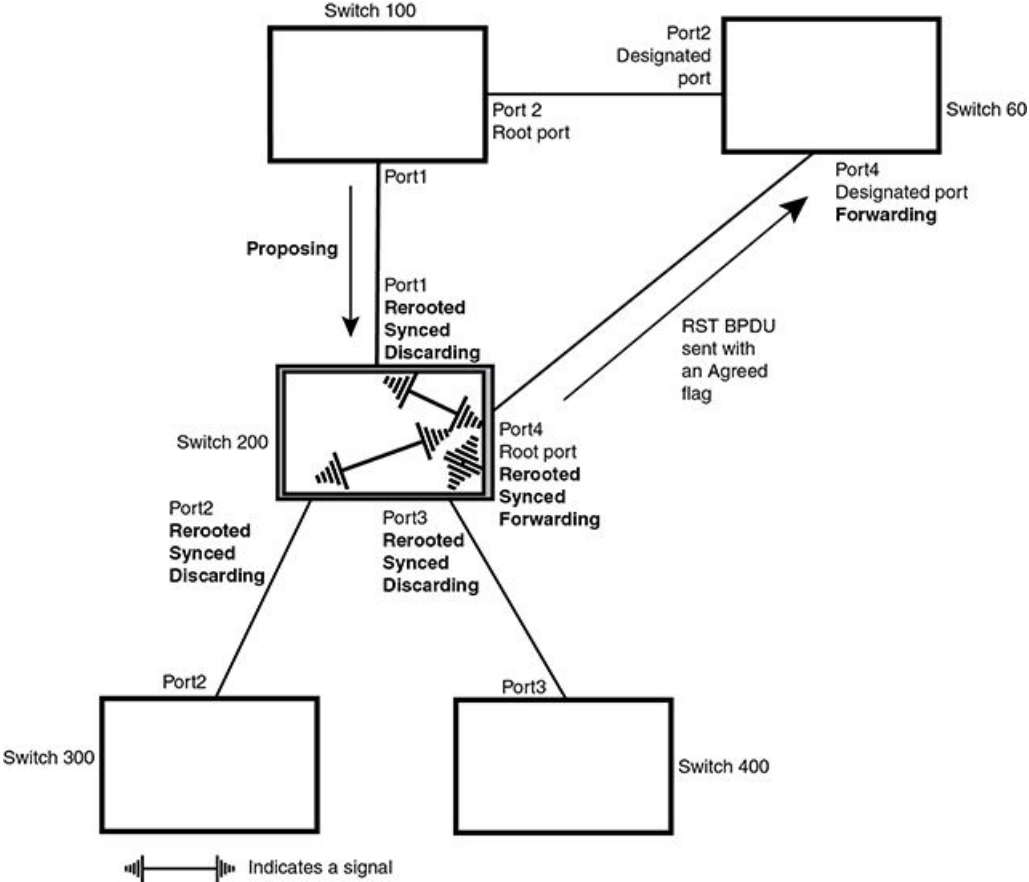 Switch 100
Port2
Designated
port
Switch 60
Port 2
Root port
Port1
Port4
Designated port
Forwarding
Proposing
Port1
Rerooted
Synced
Discarding
RST BPDU
sent with
an Agreed
flag
Switch 200
Port4
Root port
Rerooted
Synced
Forwarding
Port2
Rerooted
Synced
Discarding
Port3
Rerooted
Synced
Discarding
Port2
Port3
Switch 300
Switch 400
Indicates a signal